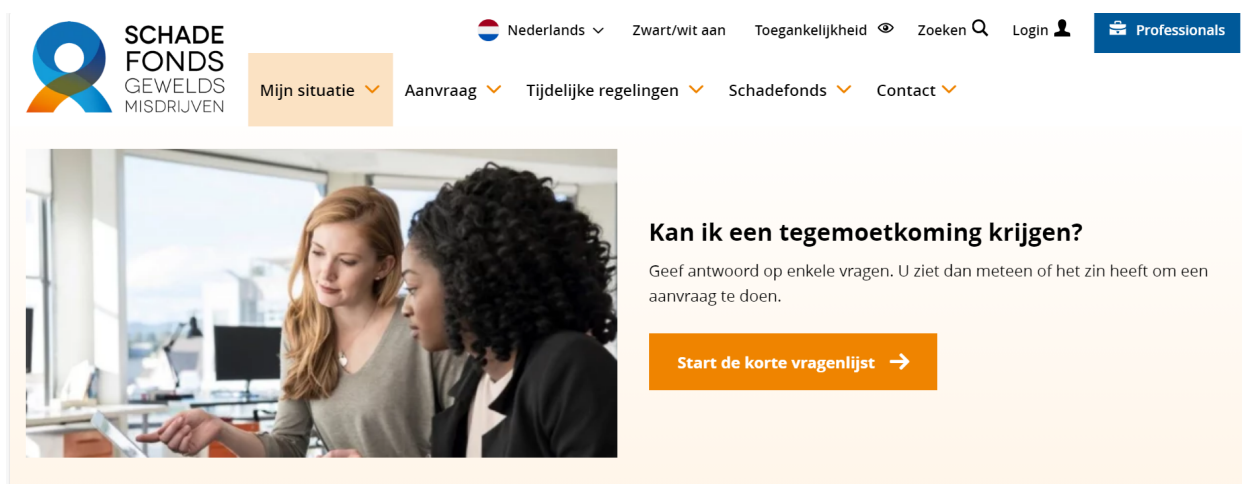 SCHADE
FONDS
GEWELDS
MISDRIJVEN
Nederlands
Zwart/wit aan
Toegankelijkheid
Zoeken
Login
Professionals
Mijn situatie
Aanvraag
Tijdelijke regelingen
Schadefonds
Contact
Kan ik een tegemoetkoming krijgen?
Geef antwoord op enkele vragen. U ziet dan meteen of het zin heeft om een
aanvraag te doen.
Start de korte vragenlijst